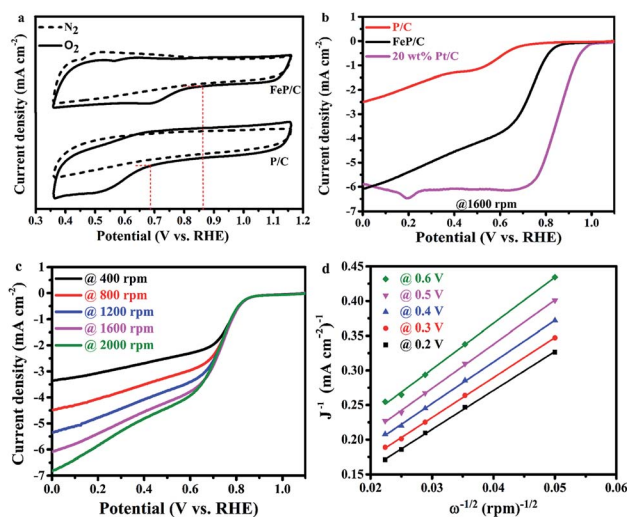 a
N2
O2
FeP/C
P/C
Current density (mA cm-2)
0.3 0.4 0.5 0.6 0.7 0.8 0.9 1.0 1.1 1.2
Potential (V vs. RHE)
b
P/C
FeP/C
20 wt% Pt/C
@1600 rpm
Current density (mA cm-2)
0
-1
-2
-3
-4
-5
-6
-7
0.0 0.2 0.4 0.6 0.8 1.0
Potential (V vs. RHE)
c
@ 400 rpm
@ 800 rpm
@ 1200 rpm
@ 1600 rpm
@ 2000 rpm
Current density (mA cm-2)
0
-1
-2
-3
-4
-5
-6
-7
0.0 0.2 0.4 0.6 0.8 1.0
Potential (V vs. RHE)
d
@ 0.6 V
@ 0.5 V
@ 0.4 V
@ 0.3 V
@ 0.2 V
J-1 (mA cm-2)-1
0.45
0.40
0.35
0.30
0.25
0.20
0.15
0.02 0.03 0.04 0.05 0.06
ω-1/2 (rpm)-1/2